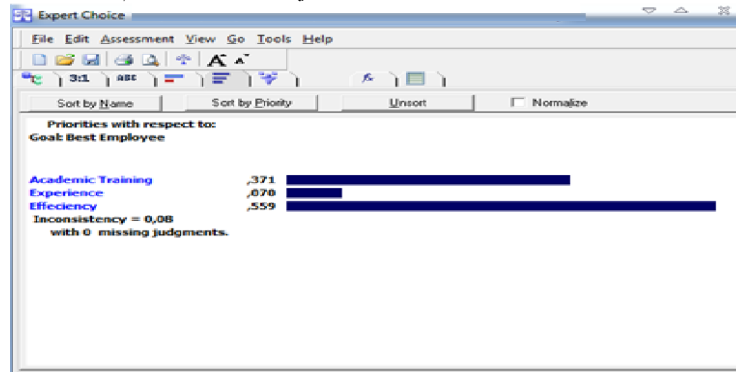 Expert Choice
File Edit Assessment View Go Tools Help
A A
3:1 ABC
Sort by Name Sort by Priority Unsort Normalize
Priorities with respect to:
Goal: Best Employee
Academic Training ,371
Experience ,070
Effeciency ,559
Inconsistency = 0,08
with 0 missing judgments.